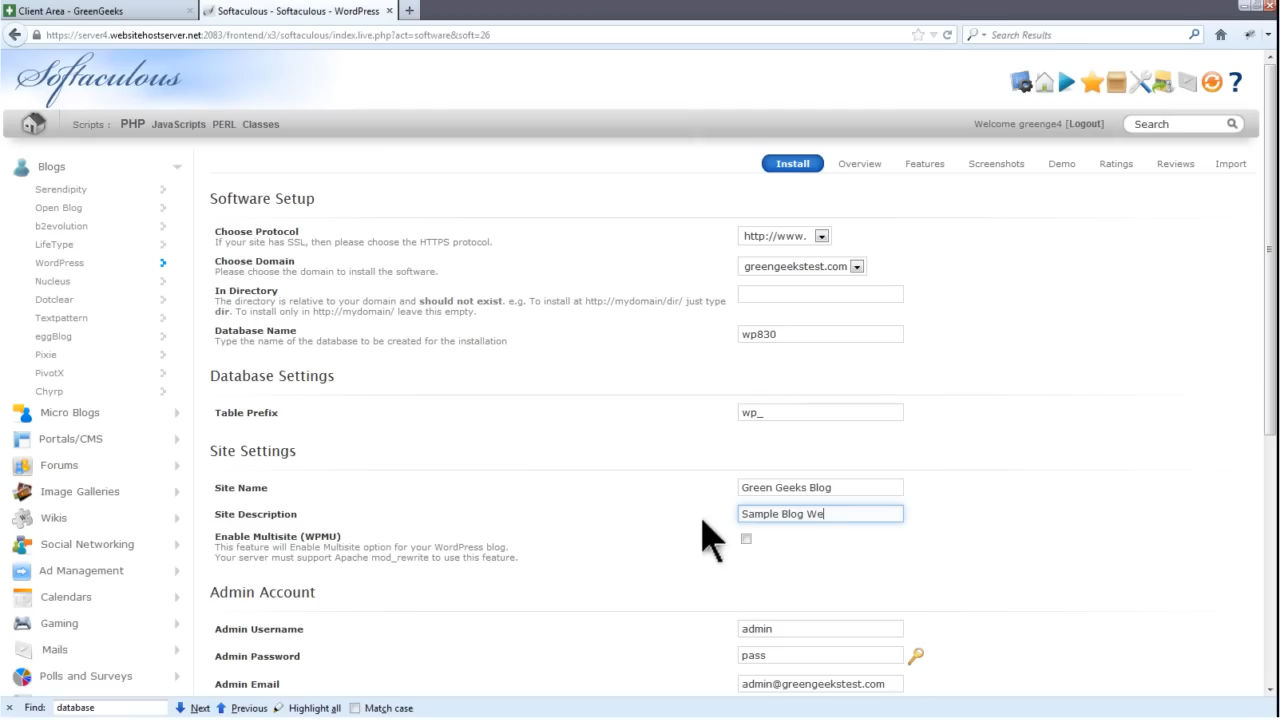 Client Area - GreenGeeks
Softaculous - Softaculous - WordPress
https://server4.websitehostserver.net:2083/frontend/x3/softaculous/index.live.php?act=software&soft=26
Search Results
Softaculous
Scripts : PHP JavaScripts PERL Classes
Welcome greenge4 [Logout]
Search
Blogs
Serendipity
Open Blog
b2evolution
LifeType
WordPress
Nucleus
Dotclear
Textpattern
eggBlog
Pixie
PivotX
Chyrp
Micro Blogs
Portals/CMS
Forums
Image Galleries
Wikis
Social Networking
Ad Management
Calendars
Gaming
Mails
Polls and Surveys
Install Overview Features Screenshots Demo Ratings Reviews Import
Software Setup
Choose Protocol
If your site has SSL, then please choose the HTTPS protocol.
http://www.
Choose Domain
Please choose the domain to install the software.
greengeekstest.com
In Directory
The directory is relative to your domain and should not exist. e.g. To install at http://mydomain/dir/ just type
dir. To install only in http://mydomain/ leave this empty.
Database Name
Type the name of the database to be created for the installation
wp830
Database Settings
Table Prefix
wp_
Site Settings
Site Name
Green Geeks Blog
Site Description
Sample Blog We
Enable Multisite (WPMU)
This feature will Enable Multisite option for your WordPress blog.
Your server must support Apache mod_rewrite to use this feature.
Admin Account
Admin Username
admin
Admin Password
pass
Admin Email
admin@greengeekstest.com
Find: database Next Previous Highlight all Match case